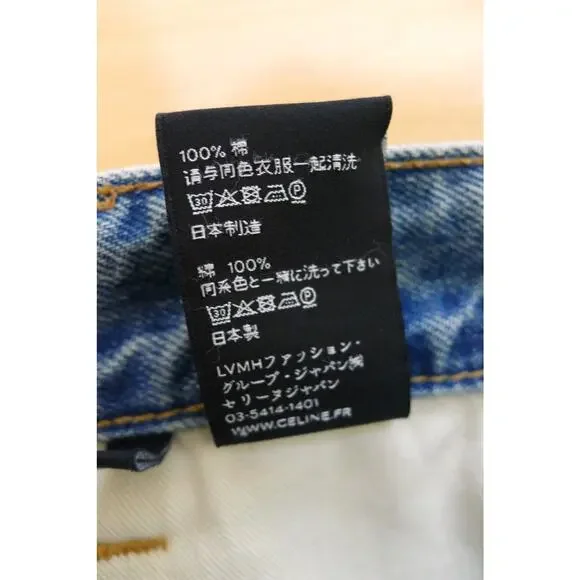 100% 棉
请与同色衣服一起清洗
30 P
日本制造
綿 100%
同系色と一緒に洗って下さい
30 P
日本製
LVMHファッション・
グループ・ジャパン㈱
セリーヌジャパン
03-5414-1401
WWW.CELINE.FR